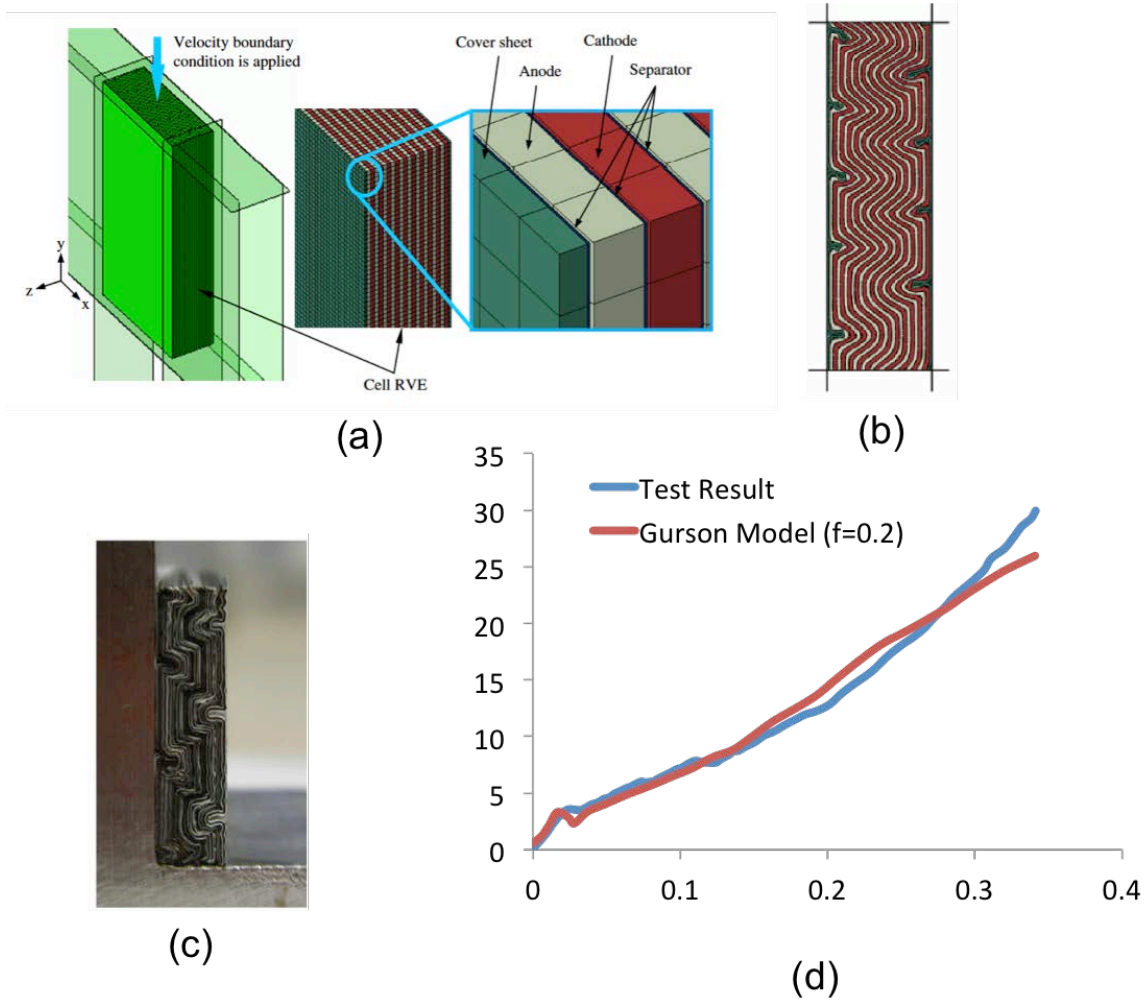 Velocity boundary
condition is applied
Cover sheet
Cathode
Anode
Separator
y
z
x
Cell RVE
(a)
(b)
35
30
25
20
15
10
5
0
Test Result
Gurson Model (f=0.2)
0
0.1
0.2
0.3
0.4
(c)
(d)